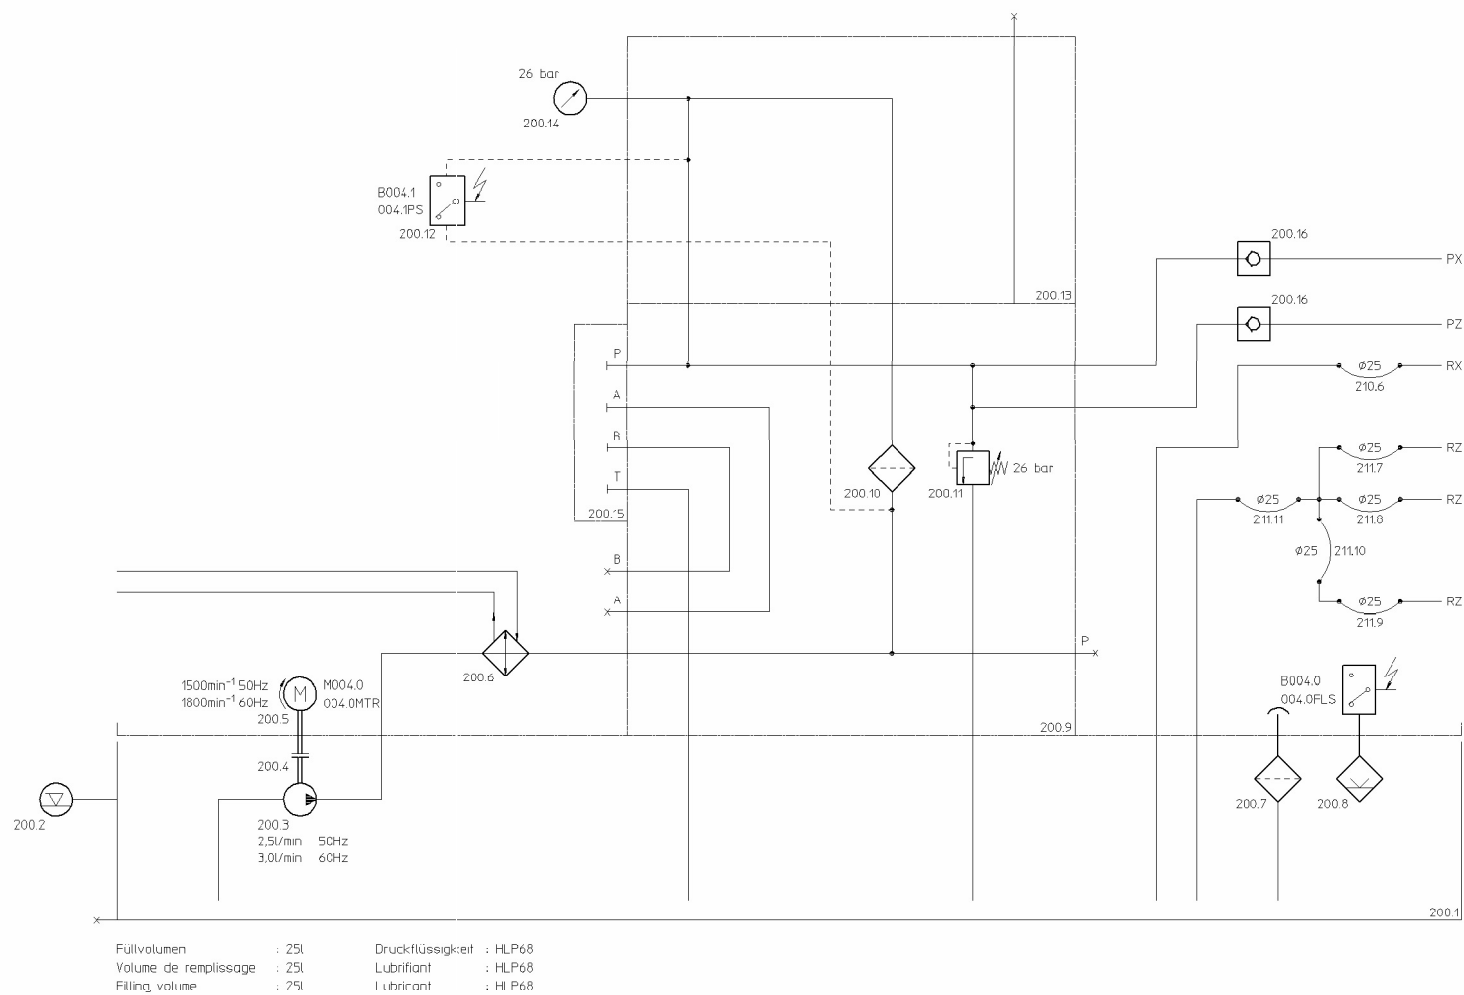 26 bar
200.14
B004.1
004.1PS
200.12
200.16
PX
200.13
200.16
PZ
P
RX
ø25
210.6
A
R
ø25
RZ
211.7
T
200.10
200.11
26 bar
200.15
ø25
211.11
ø25
RZ
211.8
B
ø25
211.10
A
ø25
RZ
211.9
P
200.6
1500min⁻¹ 50Hz
1800min⁻¹ 60Hz
M
M004.0
004.0MTR
200.5
B004.0
004.0FLS
200.9
200.4
200.2
200.3
2,5l/min 50Hz
3,0l/min 60Hz
200.7
200.8
200.1
Füllvolumen : 25l Druckflüssigkeit : HLP68
Volume de remplissage : 25l Lubrifiant : HLP68
Filling volume : 25l Lubricant : HLP68